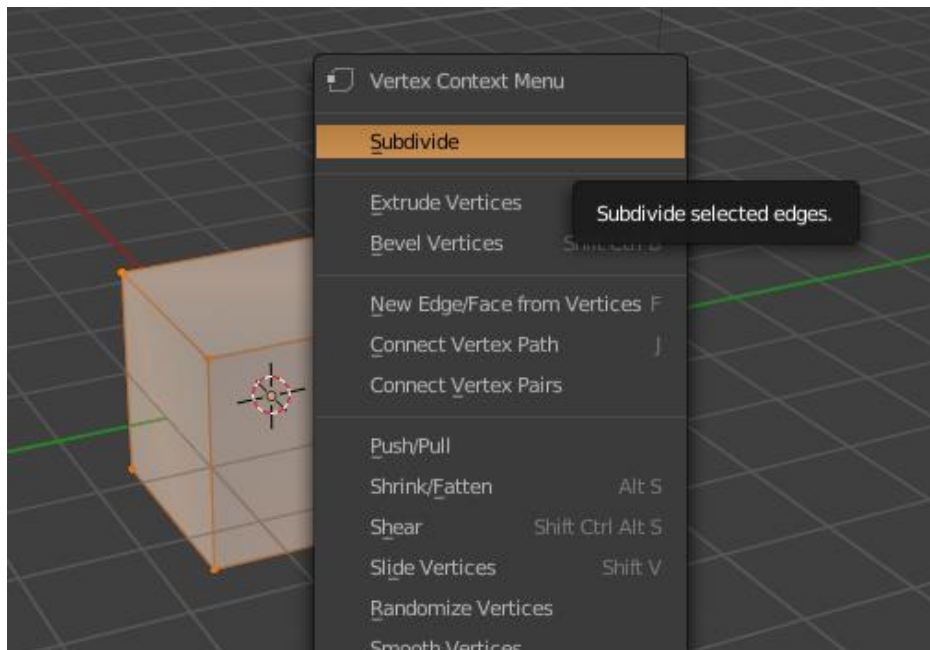 Vertex Context Menu
Subdivide
Subdivide selected edges.
Extrude Vertices
Bevel Vertices
New Edge/Face from Vertices F
Connect Vertex Path J
Connect Vertex Pairs
Push/Pull
Shrink/Fatten Alt S
Shear Shift Ctrl Alt S
Slide Vertices Shift V
Randomize Vertices
Smooth Vertices